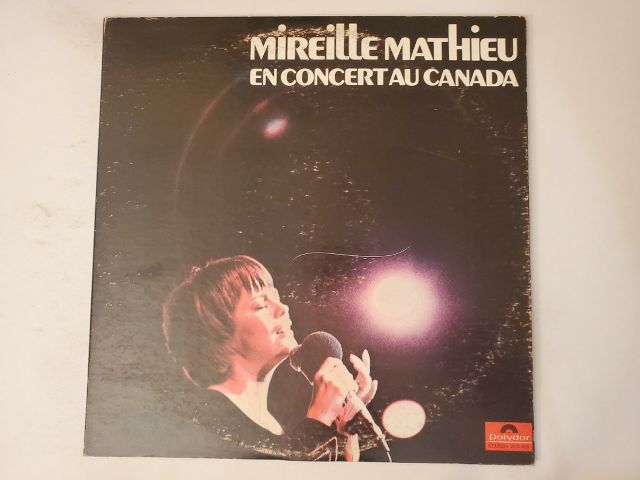 MIREILLE MATHIEU
EN CONCERT AU CANADA
polydor